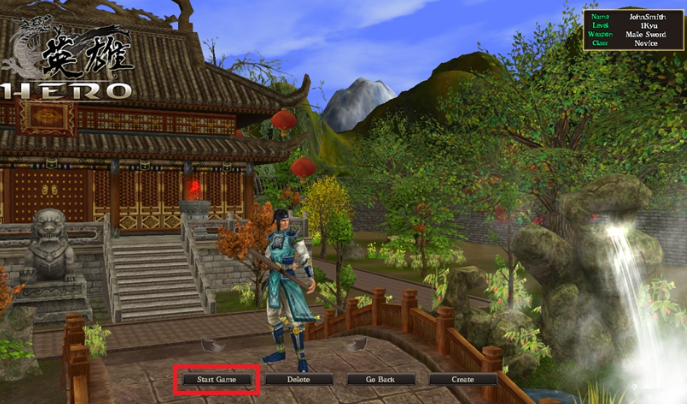 英雄
HERO
Name JohnSmith
Level 1Kyu
Weapon Male Sword
Class Novice
Start Game
Delete
Go Back
Create